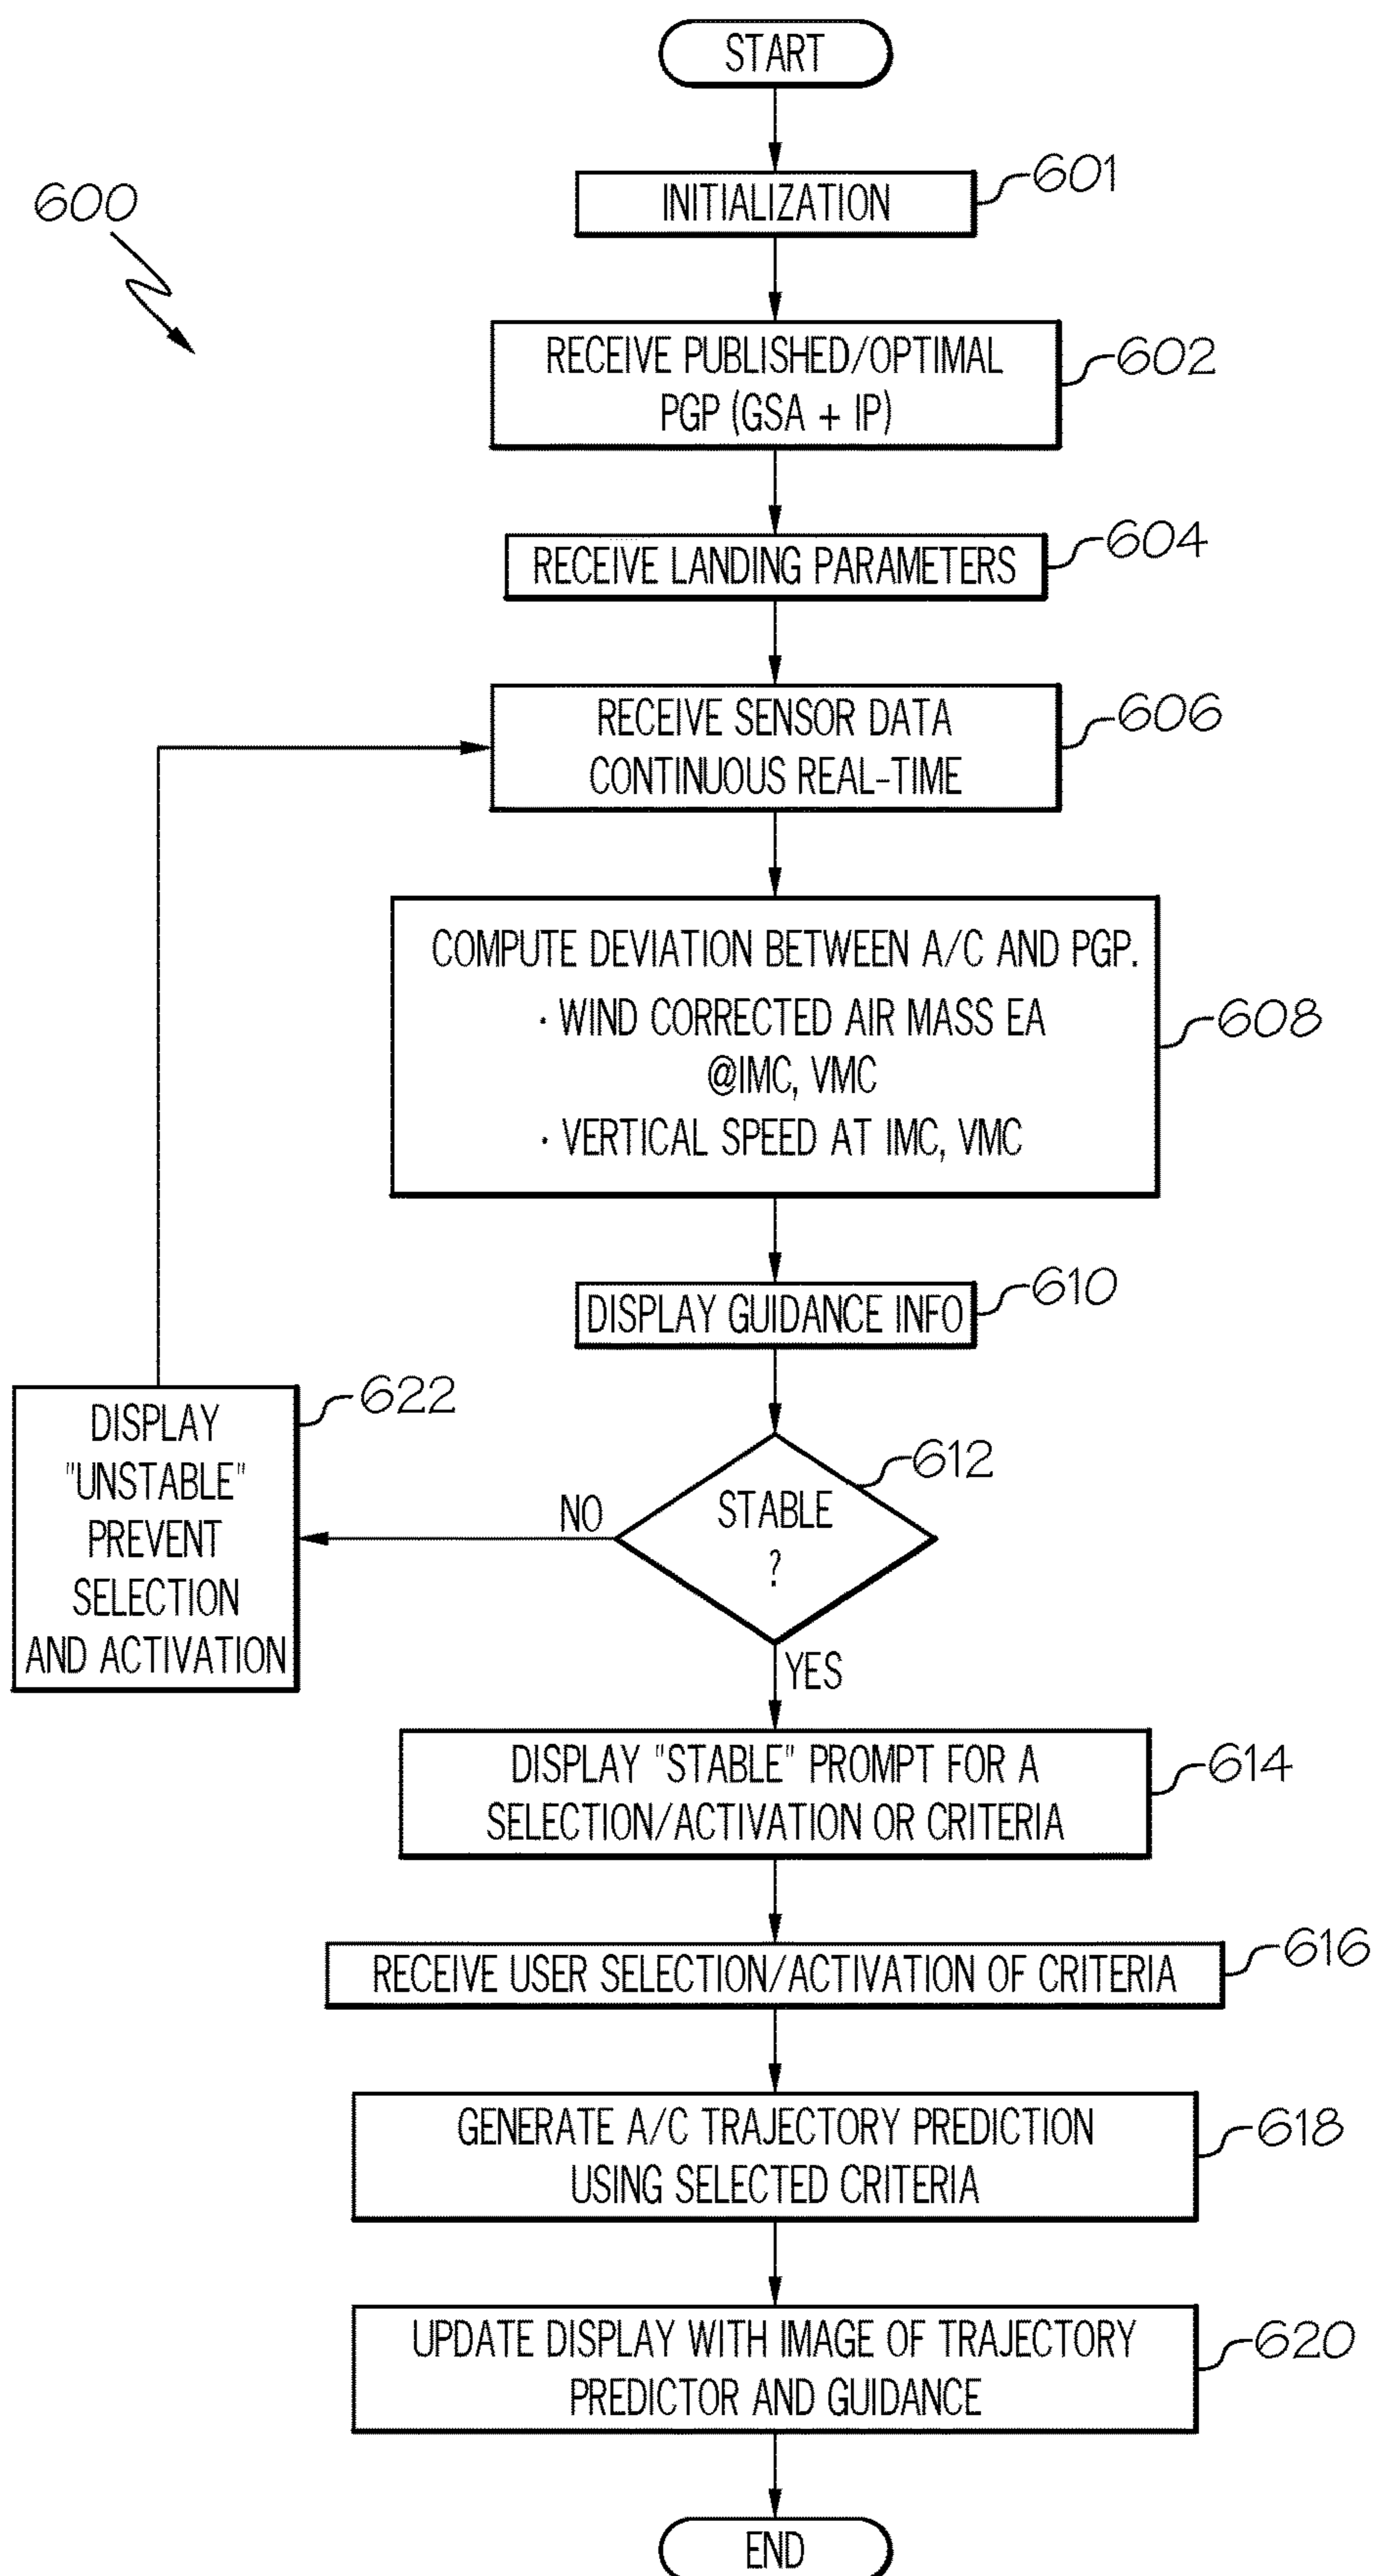 START
600
INITIALIZATION
601
RECEIVE PUBLISHED/OPTIMAL
PGP (GSA + IP)
602
RECEIVE LANDING PARAMETERS
604
RECEIVE SENSOR DATA
CONTINUOUS REAL-TIME
606
COMPUTE DEVIATION BETWEEN A/C AND PGP.
· WIND CORRECTED AIR MASS EA
@IMC, VMC
· VERTICAL SPEED AT IMC, VMC
608
DISPLAY GUIDANCE INFO
610
DISPLAY
"UNSTABLE"
PREVENT
SELECTION
AND ACTIVATION
622
NO
STABLE
?
612
YES
DISPLAY "STABLE" PROMPT FOR A
SELECTION/ACTIVATION OR CRITERIA
614
RECEIVE USER SELECTION/ACTIVATION OF CRITERIA
616
GENERATE A/C TRAJECTORY PREDICTION
USING SELECTED CRITERIA
618
UPDATE DISPLAY WITH IMAGE OF TRAJECTORY
PREDICTOR AND GUIDANCE
620
END